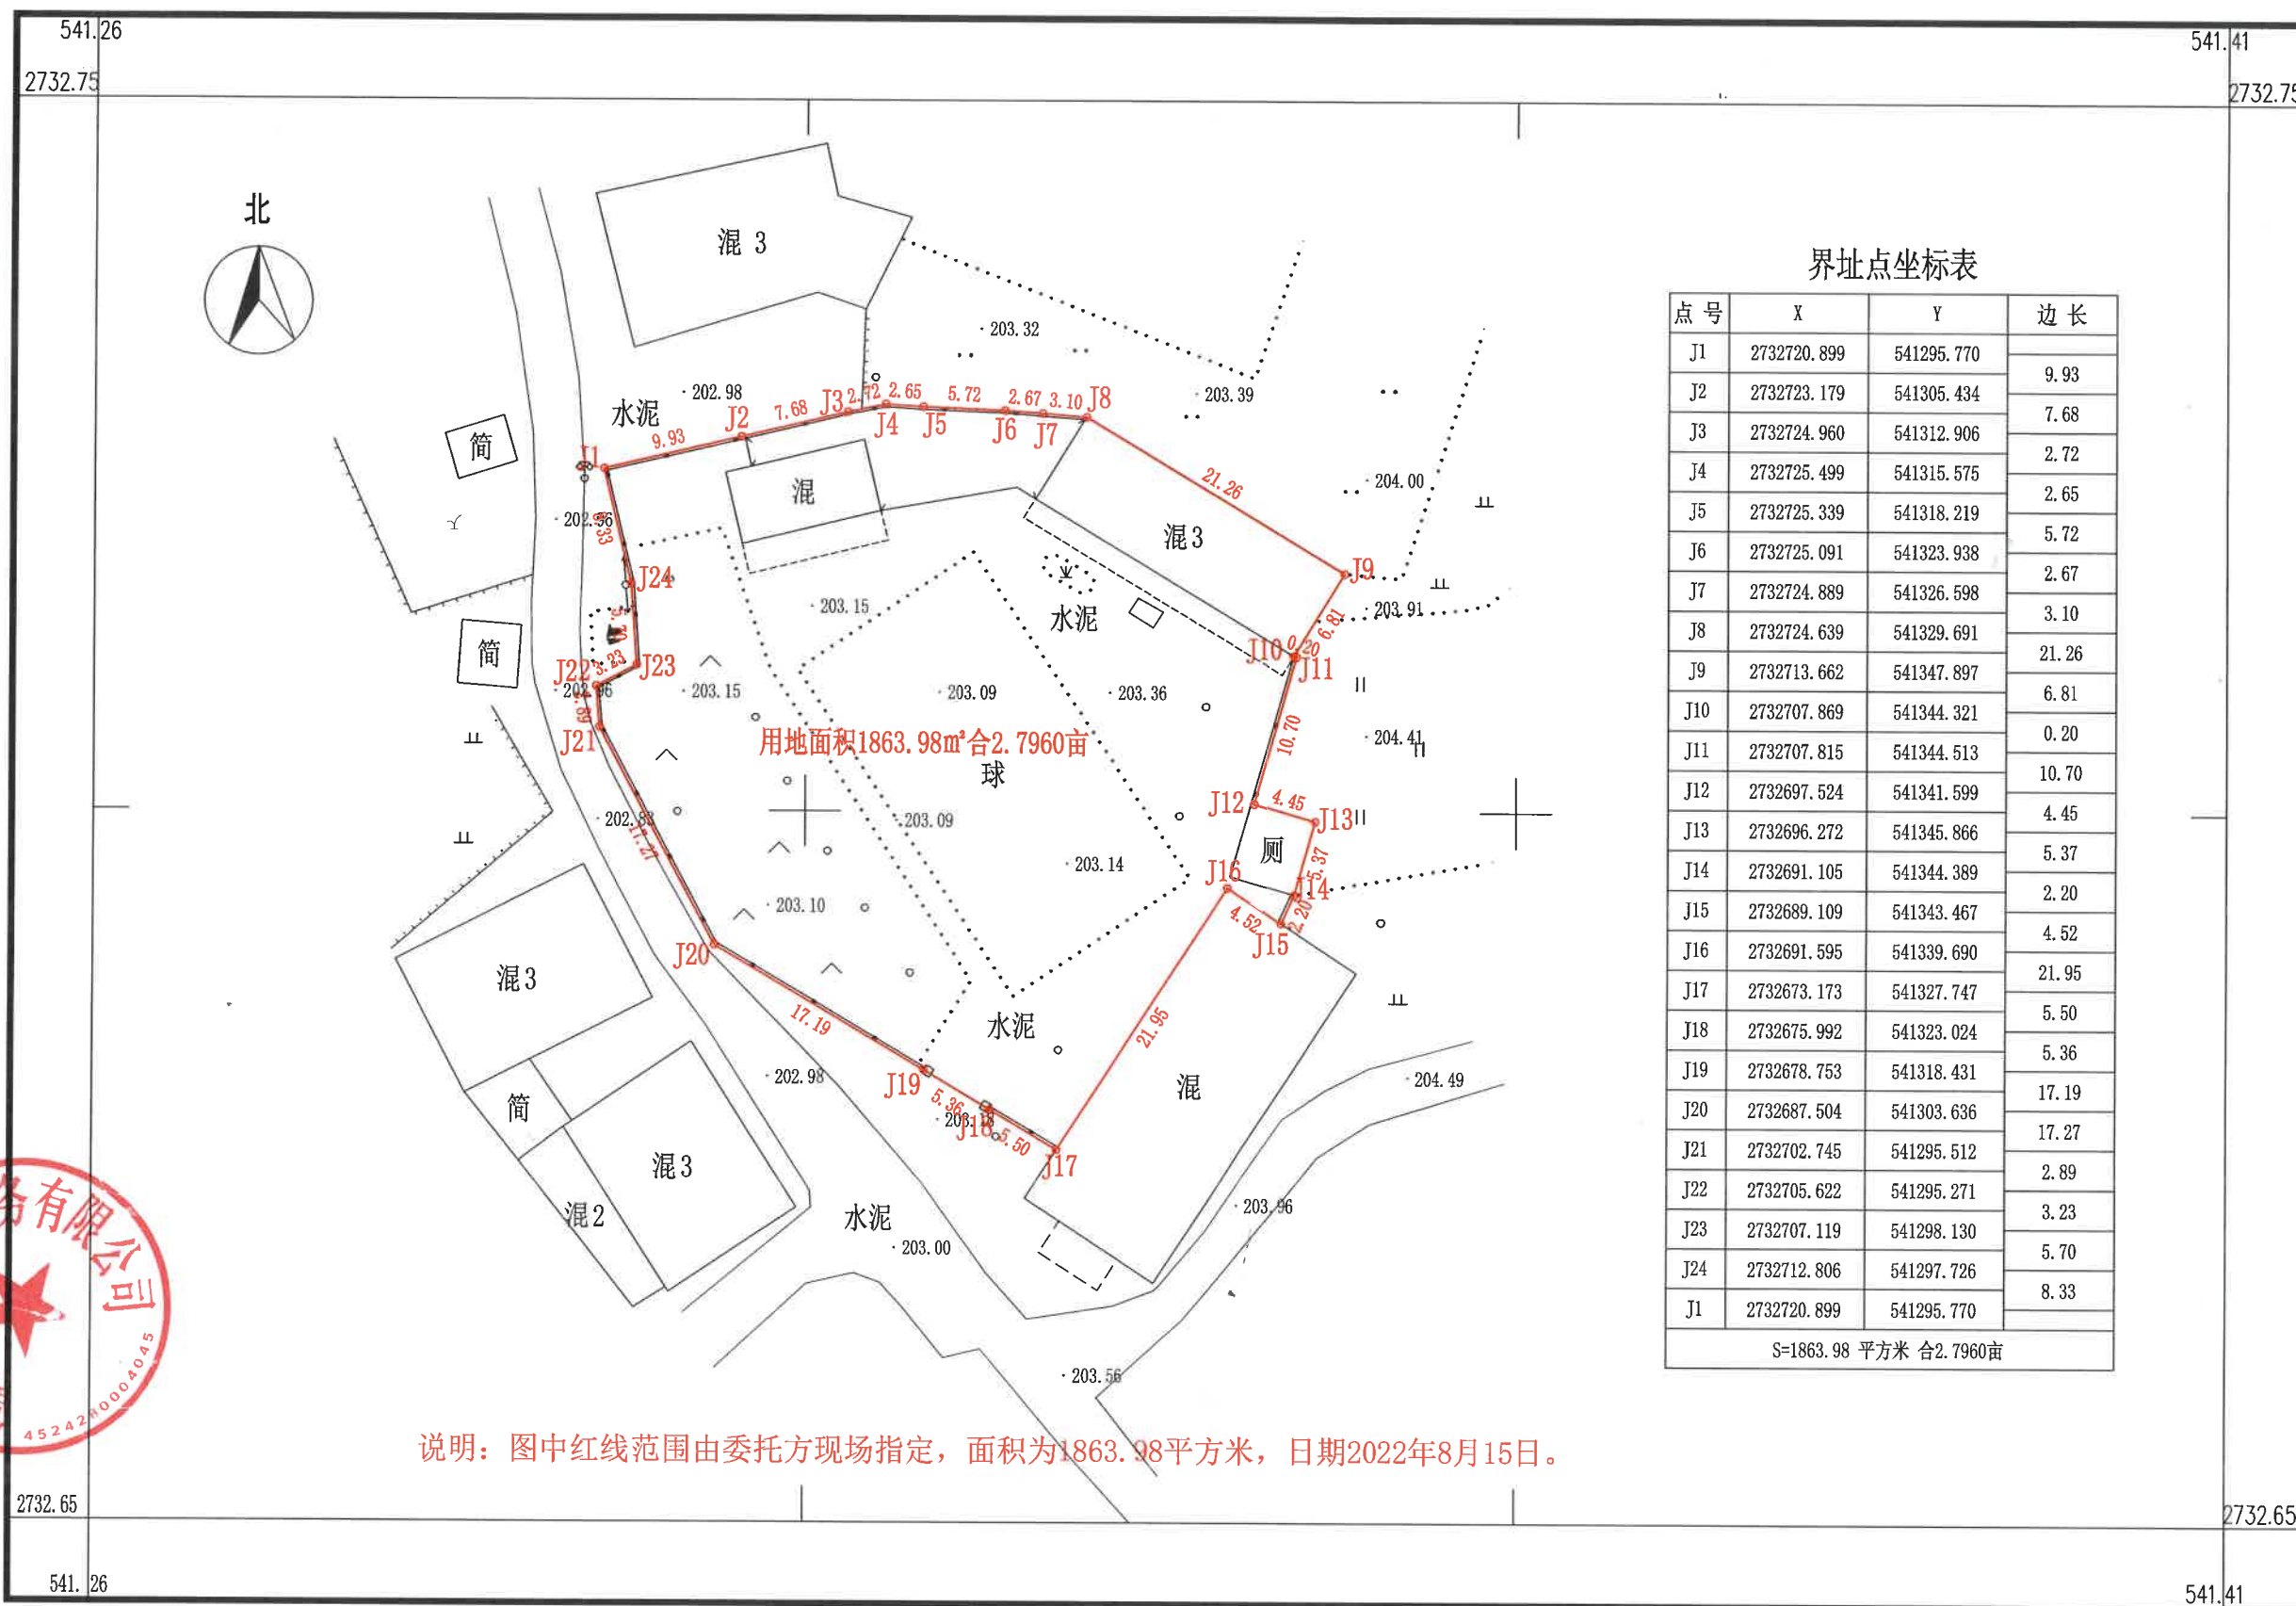 541.26
541.41
2732.75
2732.75
北
混 3
203.32
202.98
水泥
203.39
简
J1
9.93
J2
7.68
J3
2.72
J4
2.65
J5
5.72
J6
2.67
J7
3.10
J8
21.26
204.00
混
混3
202.96
8.33
J24
J9
203.15
水泥
203.91
6.81
5.70
简
J22
3.23
J23
J10
0.20
J11
202.96
203.15
203.09
203.36
2.89
J21
用地面积1863.98㎡合2.7960亩
10.70
204.41
球
J12
4.45
J13
202.83
17.27
203.09
厕
5.37
203.14
J16
J14
203.10
4.52
2.20
J15
J20
混3
17.19
水泥
21.95
202.98
J19
5.36
混
204.49
简
203.18
J18
5.50
J17
混3
混2
水泥
203.96
203.00
203.56
界址点坐标表
点 号 X Y 边 长
J1 2732720.899 541295.770
9.93
J2 2732723.179 541305.434
7.68
J3 2732724.960 541312.906
2.72
J4 2732725.499 541315.575
2.65
J5 2732725.339 541318.219
5.72
J6 2732725.091 541323.938
2.67
J7 2732724.889 541326.598
3.10
J8 2732724.639 541329.691
21.26
J9 2732713.662 541347.897
6.81
J10 2732707.869 541344.321
0.20
J11 2732707.815 541344.513
10.70
J12 2732697.524 541341.599
4.45
J13 2732696.272 541345.866
5.37
J14 2732691.105 541344.389
2.20
J15 2732689.109 541343.467
4.52
J16 2732691.595 541339.690
21.95
J17 2732673.173 541327.747
5.50
J18 2732675.992 541323.024
5.36
J19 2732678.753 541318.431
17.19
J20 2732687.504 541303.636
17.27
J21 2732702.745 541295.512
2.89
J22 2732705.622 541295.271
3.23
J23 2732707.119 541298.130
5.70
J24 2732712.806 541297.726
8.33
J1 2732720.899 541295.770
S=1863.98 平方米 合2.7960亩
有限公司
4524280004045
说明：图中红线范围由委托方现场指定，面积为1863.98平方米，日期2022年8月15日。
2732.65
2732.65
541.26
541.41